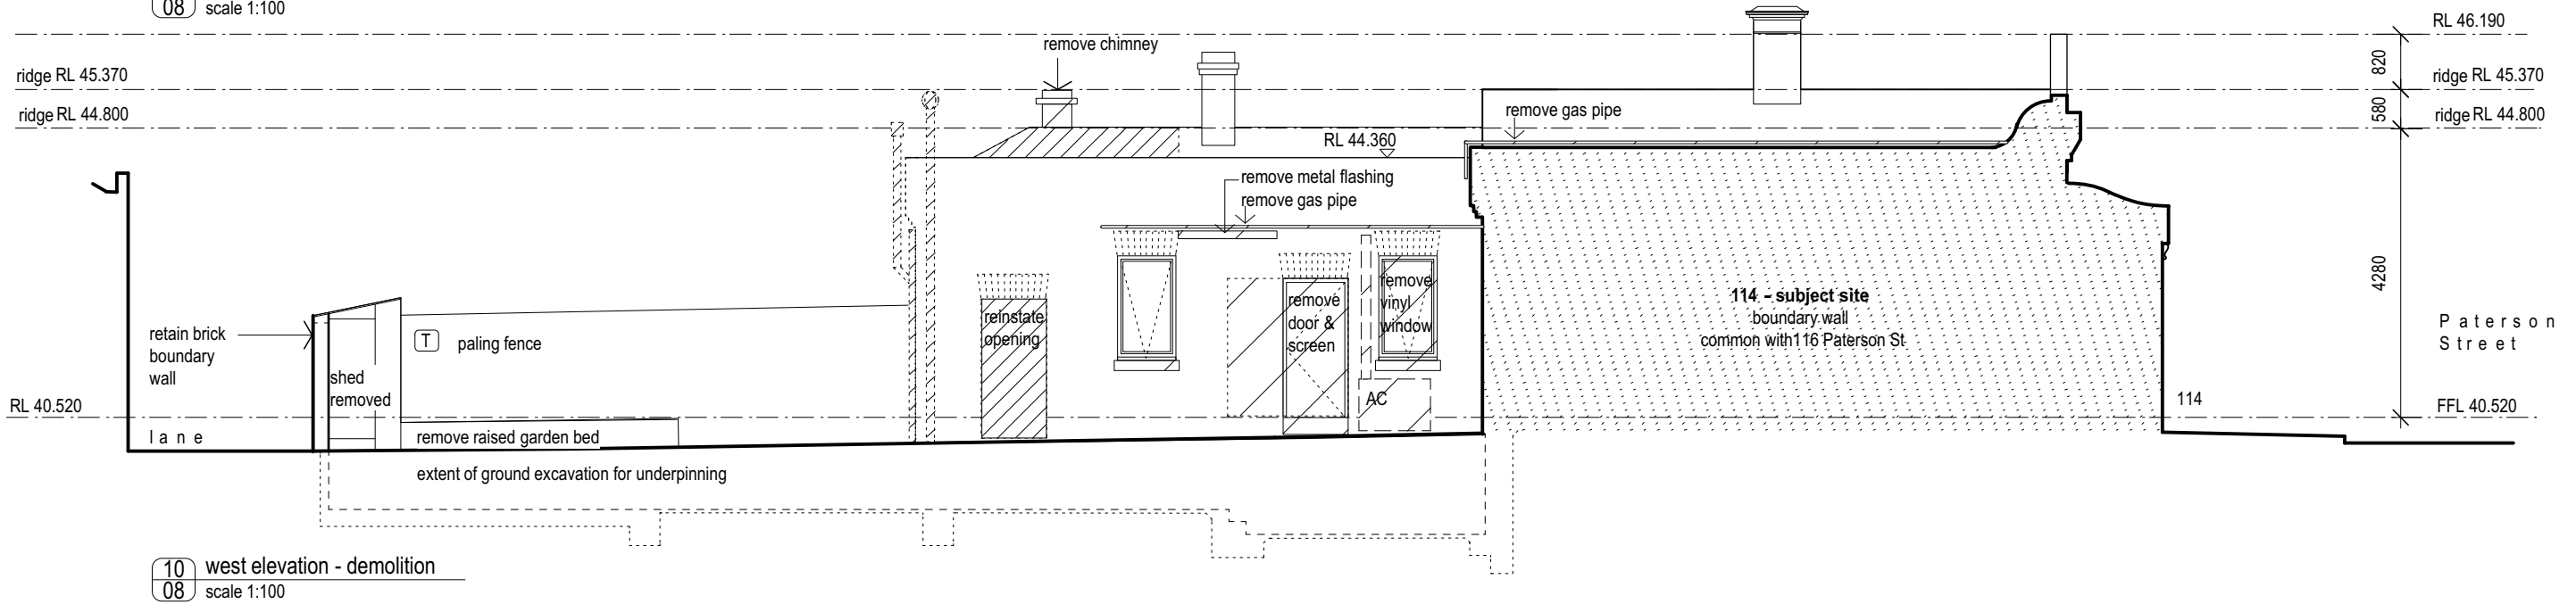 08
scale 1:100
RL 46.190
remove chimney
820
ridge RL 45.370
ridge RL 45.370
ridge RL 44.800
remove gas pipe
580
ridge RL 44.800
RL 44.360
remove metal flashing
remove gas pipe
4280
remove
vinyl
window
remove
door &
screen
114 - subject site
boundary wall
common with116 Paterson St
reinstate
opening
retain brick
boundary
wall
T
paling fence
Paterson
Street
shed
removed
AC
114
RL 40.520
FFL 40.520
lane
remove raised garden bed
extent of ground excavation for underpinning
10
08
west elevation - demolition
scale 1:100